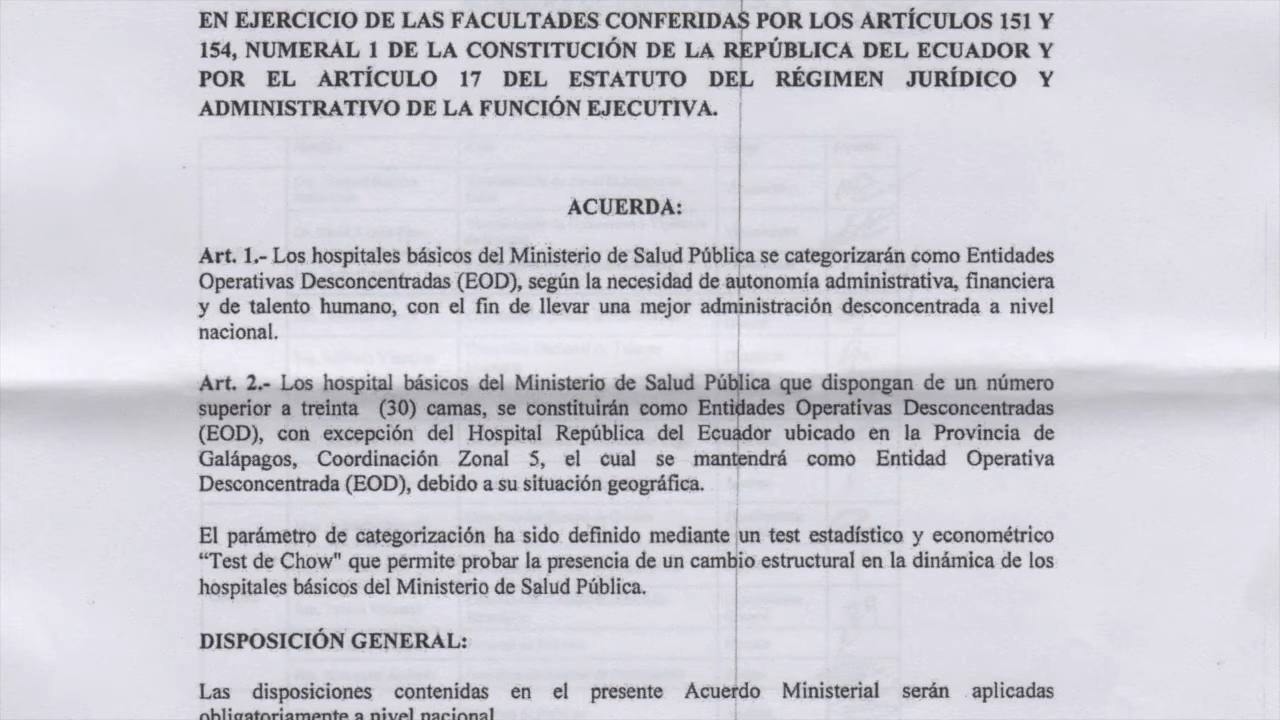 EN EJERCICIO DE LAS FACULTADES CONFERIDAS POR LOS ARTÍCULOS 151 Y
154, NUMERAL 1 DE LA CONSTITUCIÓN DE LA REPÚBLICA DEL ECUADOR Y
POR EL ARTÍCULO 17 DEL ESTATUTO DEL RÉGIMEN JURÍDICO Y
ADMINISTRATIVO DE LA FUNCIÓN EJECUTIVA.
ACUERDA:
Art. 1.- Los hospitales básicos del Ministerio de Salud Pública se categorizarán como Entidades
Operativas Desconcentradas (EOD), según la necesidad de autonomía administrativa, financiera
y de talento humano, con el fin de llevar una mejor administración desconcentrada a nivel
nacional.
Art. 2.- Los hospital básicos del Ministerio de Salud Pública que dispongan de un número
superior a treinta (30) camas, se constituirán como Entidades Operativas Desconcentradas
(EOD), con excepción del Hospital República del Ecuador ubicado en la Provincia de
Galápagos, Coordinación Zonal 5, el cual se mantendrá como Entidad Operativa
Desconcentrada (EOD), debido a su situación geográfica.
El parámetro de categorización ha sido definido mediante un test estadístico y econométrico
“Test de Chow" que permite probar la presencia de un cambio estructural en la dinámica de los
hospitales básicos del Ministerio de Salud Pública.
DISPOSICIÓN GENERAL:
Las disposiciones contenidas en el presente Acuerdo Ministerial serán aplicadas
obligatoriamente a nivel nacional